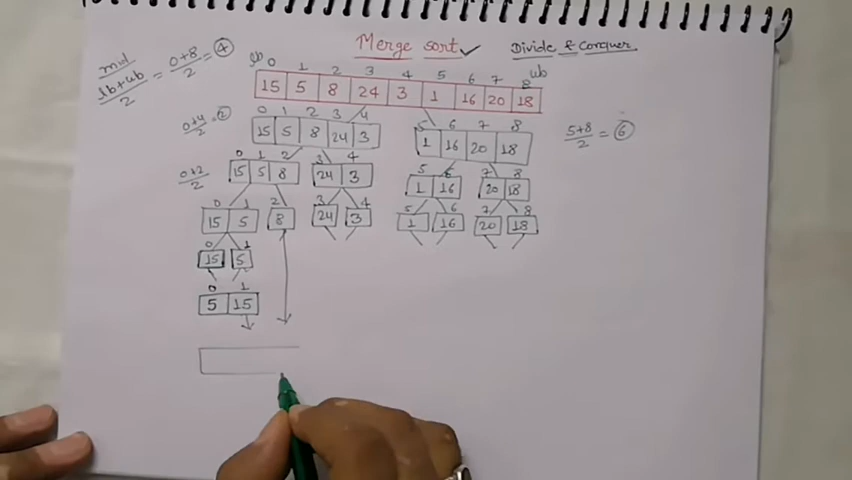 Merge sort ✓ Divide & Conquer
mid
lb+ub / 2 = 0+8 / 2 = 4
lb ub
0 1 2 3 4 5 6 7 8
15 5 8 24 3 1 16 20 18
0+4 / 2 = 2
0 1 2 3 4 5 6 7 8
15 5 8 24 3 1 16 20 18
5+8 / 2 = 6
0+2 / 2
0 1 2 3 4 5 6 7 8
15 5 8 24 3 1 16 20 18
0 1 2 3 4 5 6 7 8
15 5 8 24 3 1 16 20 18
0 1
15 5
0 1
5 15